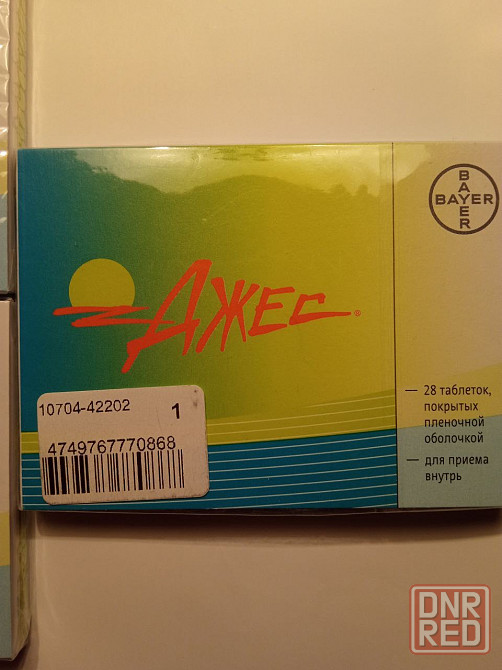 BAYER
BAYER
Джес®
10704-42202 1
4749767770868
— 28 таблеток,
покрытых
пленочной
оболочкой
— для приема
внутрь
DNR
RED